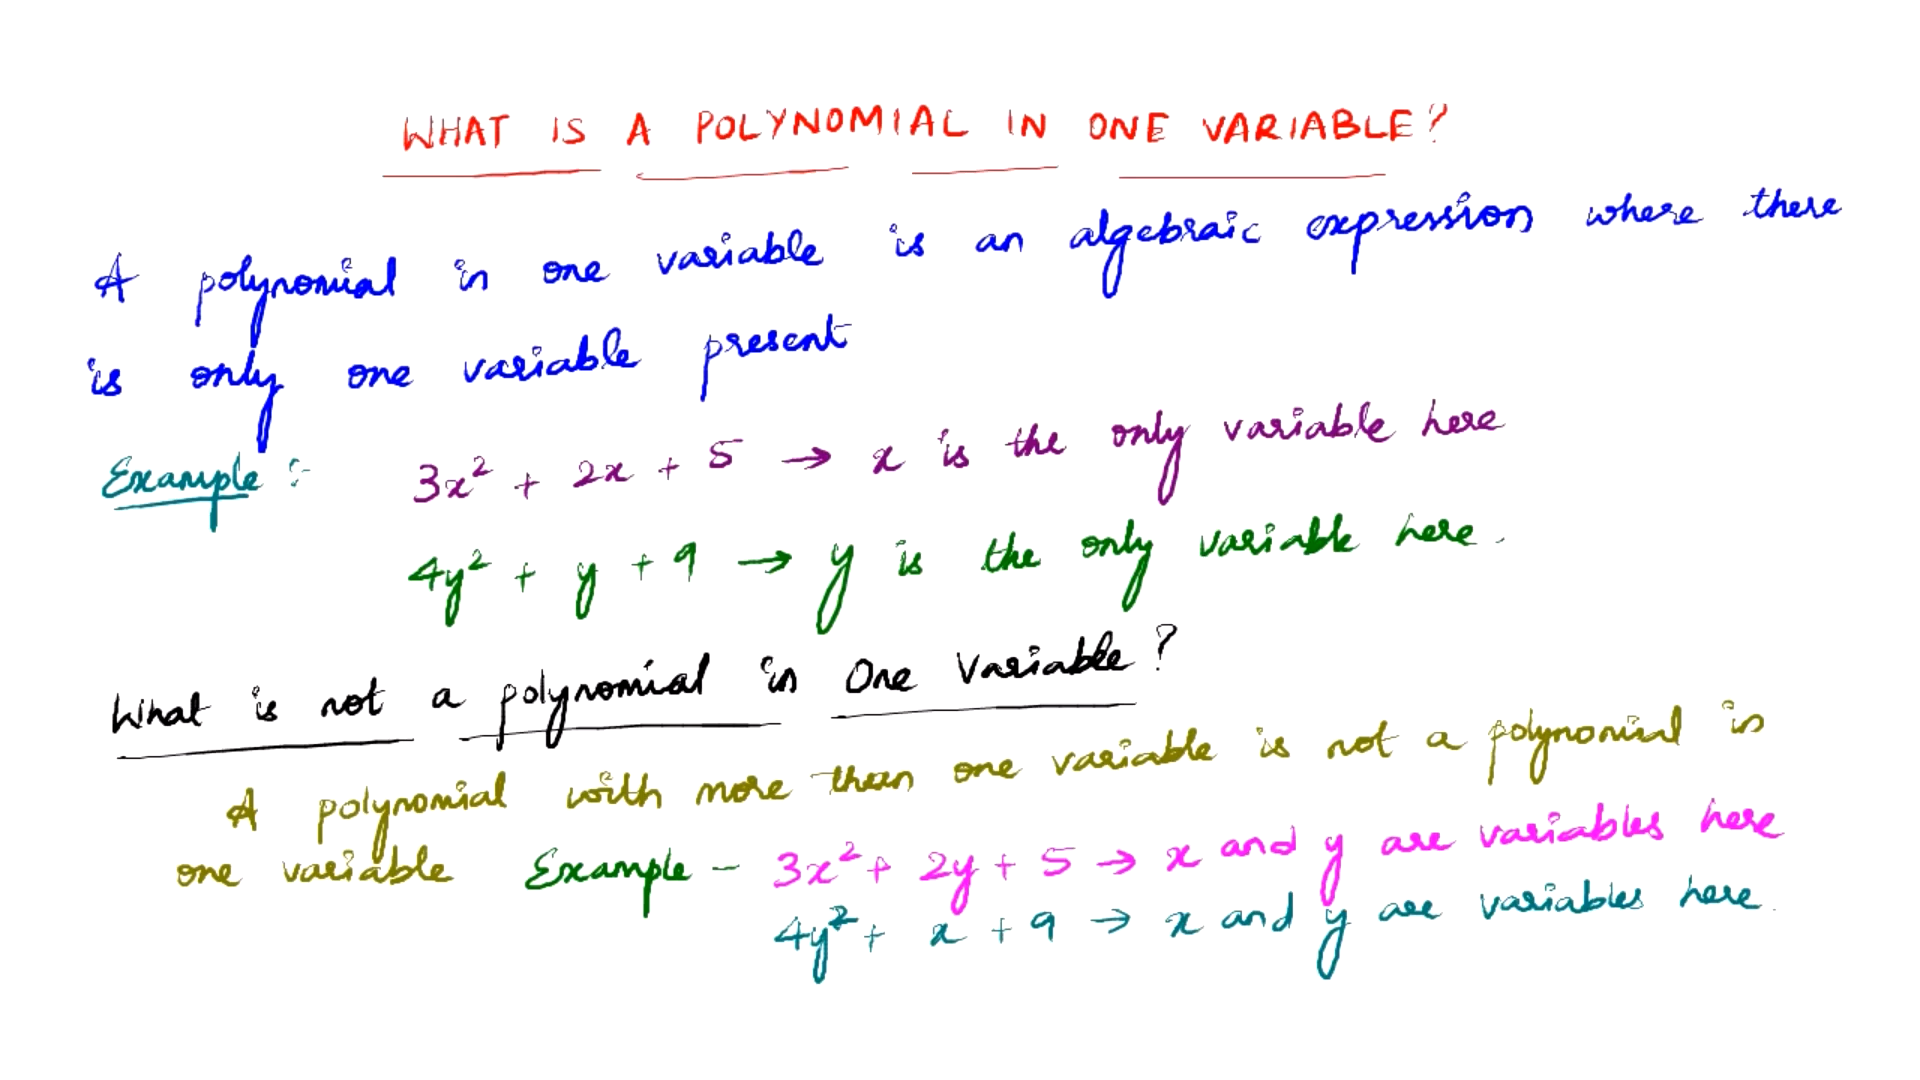 WHAT IS A POLYNOMIAL IN ONE VARIABLE?
A polynomial in one variable is an algebraic expression where there
is only one variable present
Example :- 3x² + 2x + 5 → x is the only variable here
4y² + y + 9 → y is the only variable here.
What is not a polynomial in One Variable?
A polynomial with more than one variable is not a polynomial in
one variable Example - 3x² + 2y + 5 → x and y are variables here
4y² + x + 9 → x and y are variables here.